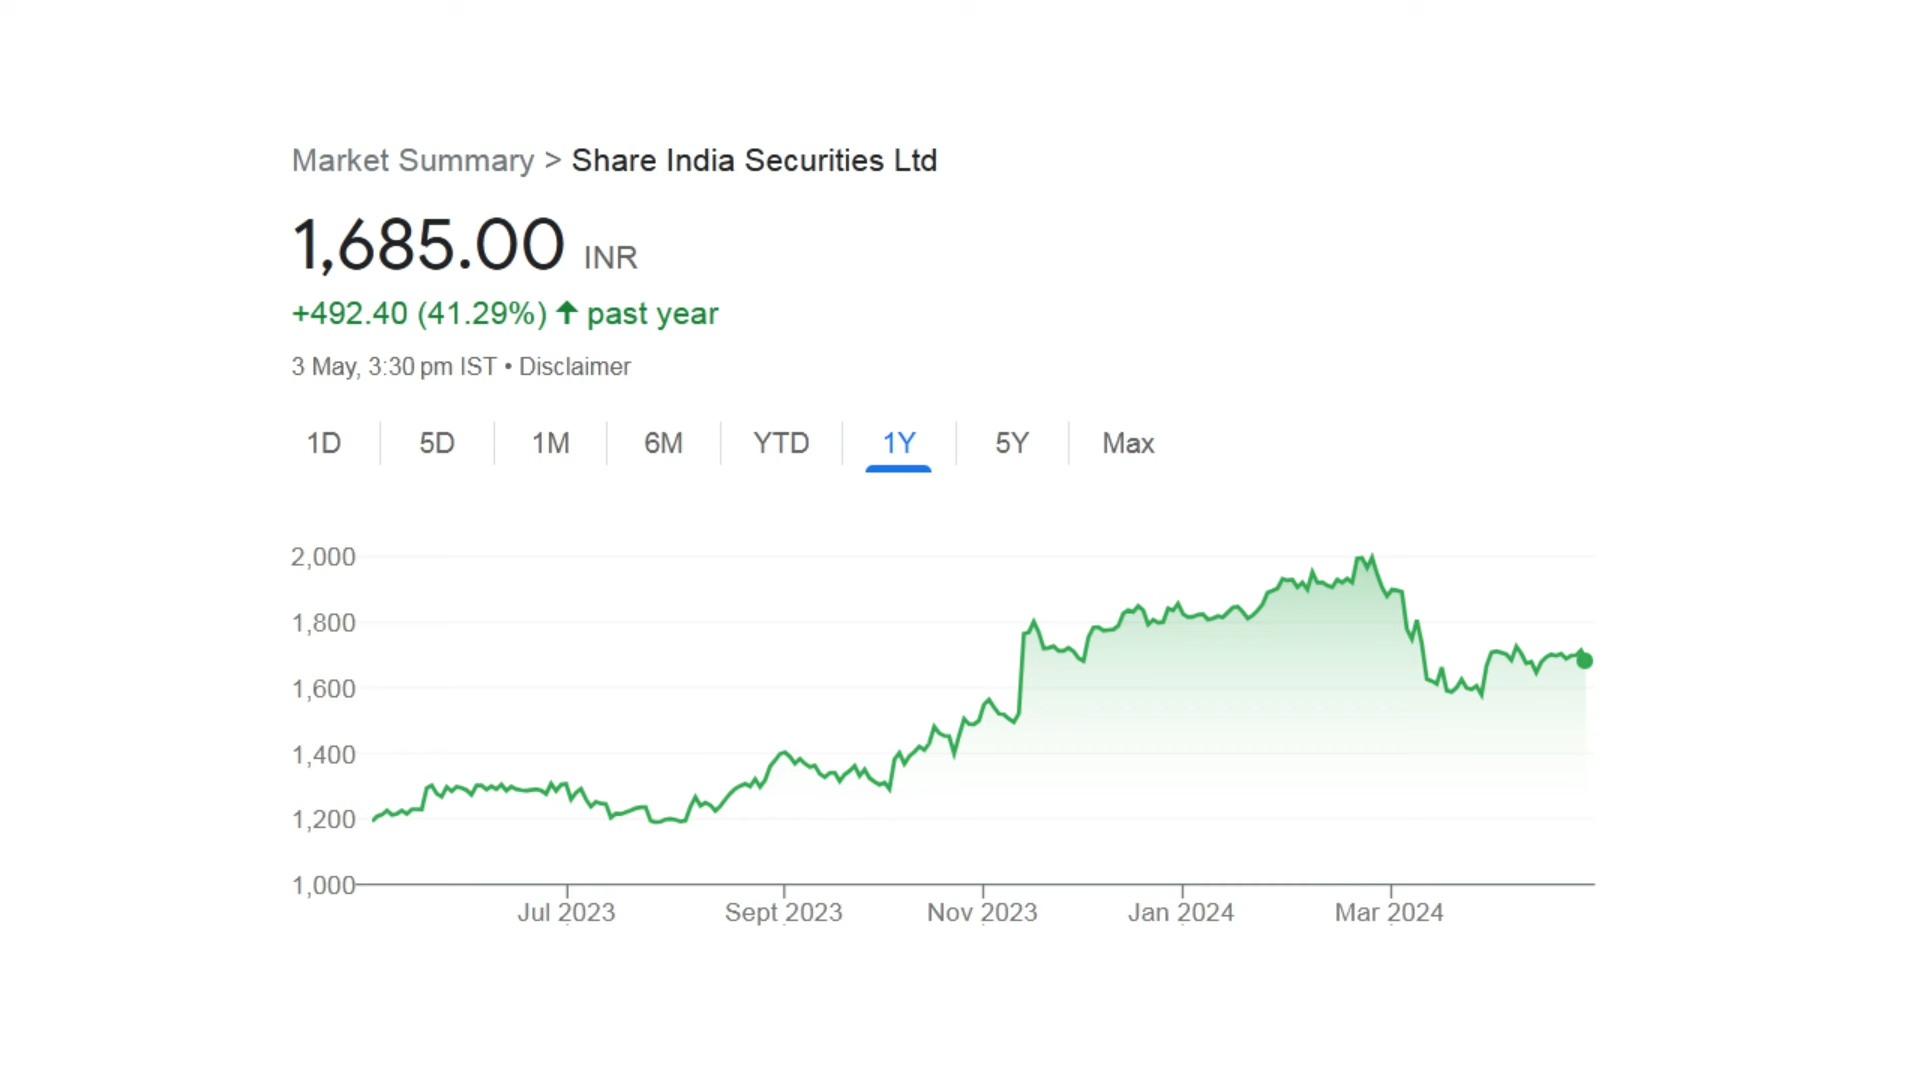 Market Summary > Share India Securities Ltd
1,685.00 INR
+492.40 (41.29%) ↑ past year
3 May, 3:30 pm IST • Disclaimer
1D 5D 1M 6M YTD 1Y 5Y Max
2,000
1,800
1,600
1,400
1,200
1,000
Jul 2023 Sept 2023 Nov 2023 Jan 2024 Mar 2024